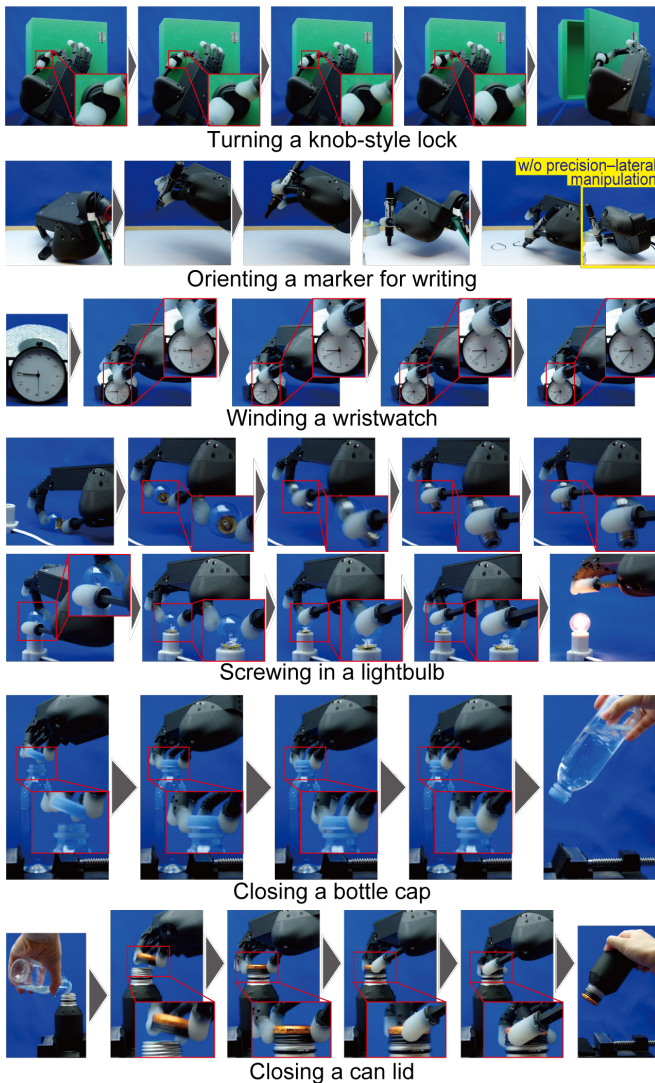 Turning a knob-style lock
w/o precision–lateral
manipulation
Orienting a marker for writing
Winding a wristwatch
Screwing in a lightbulb
Closing a bottle cap
Closing a can lid